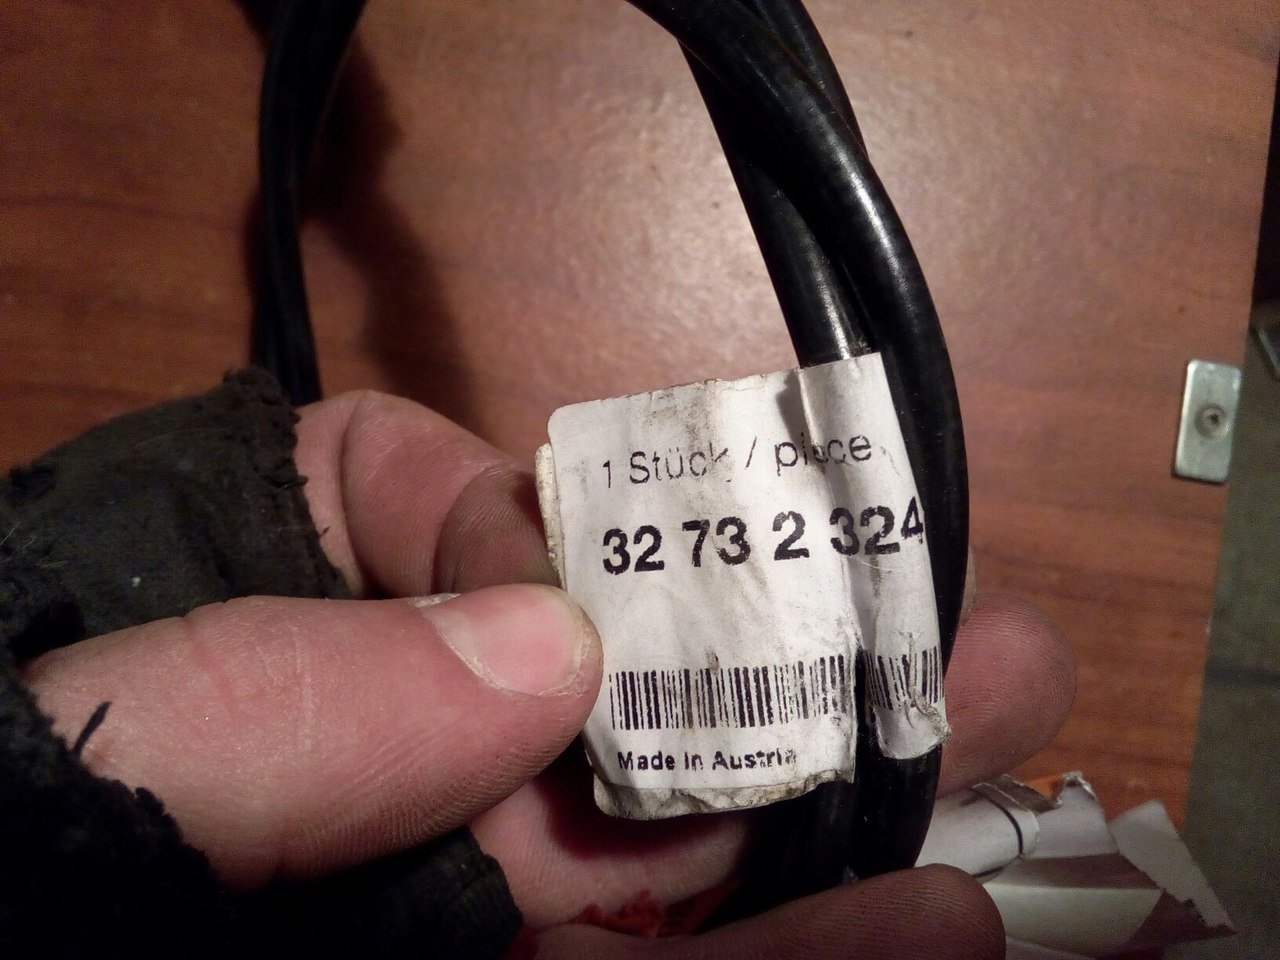 1 Stück / piece
32 73 2 324
Made in Austria